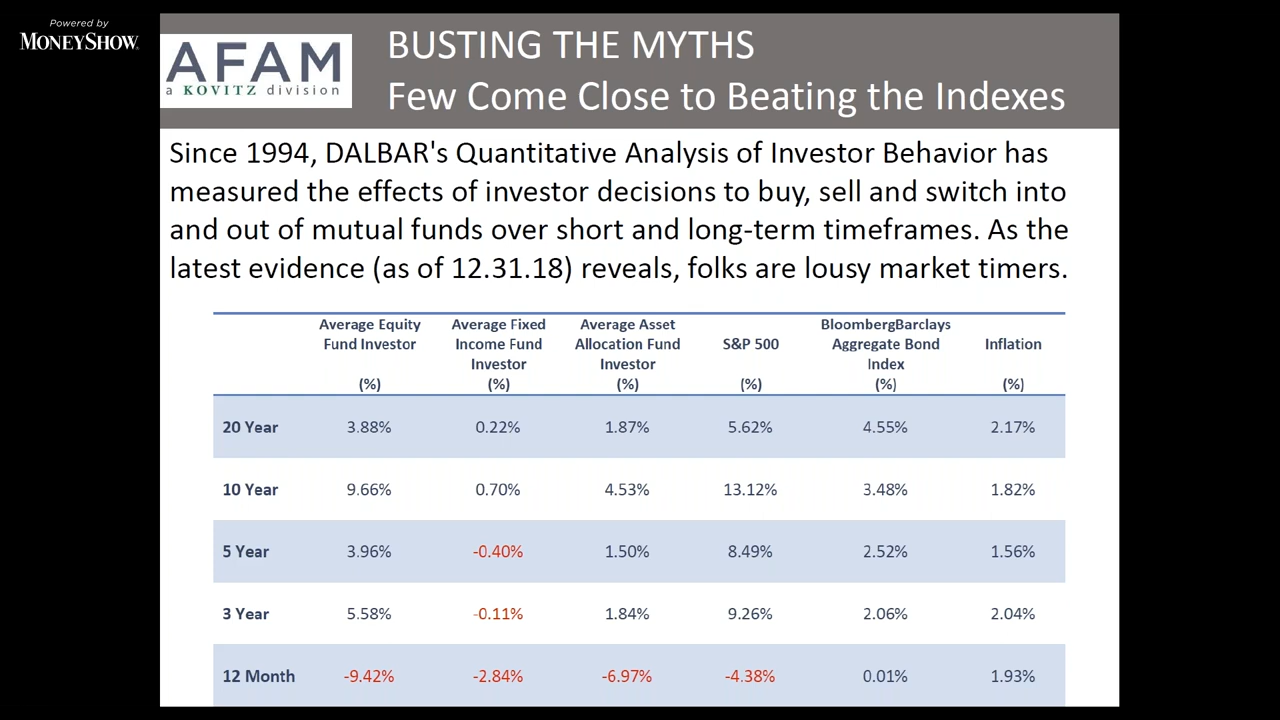 Powered by
MONEYSHOW.
AFAM
a KOVITZ division
BUSTING THE MYTHS
Few Come Close to Beating the Indexes
Since 1994, DALBAR's Quantitative Analysis of Investor Behavior has
measured the effects of investor decisions to buy, sell and switch into
and out of mutual funds over short and long-term timeframes. As the
latest evidence (as of 12.31.18) reveals, folks are lousy market timers.
Average Equity Average Fixed Average Asset BloombergBarclays
Fund Investor Income Fund Allocation Fund S&P 500 Aggregate Bond Inflation
Investor Investor Index
(%) (%) (%) (%) (%) (%)
20 Year 3.88% 0.22% 1.87% 5.62% 4.55% 2.17%
10 Year 9.66% 0.70% 4.53% 13.12% 3.48% 1.82%
5 Year 3.96% -0.40% 1.50% 8.49% 2.52% 1.56%
3 Year 5.58% -0.11% 1.84% 9.26% 2.06% 2.04%
12 Month -9.42% -2.84% -6.97% -4.38% 0.01% 1.93%